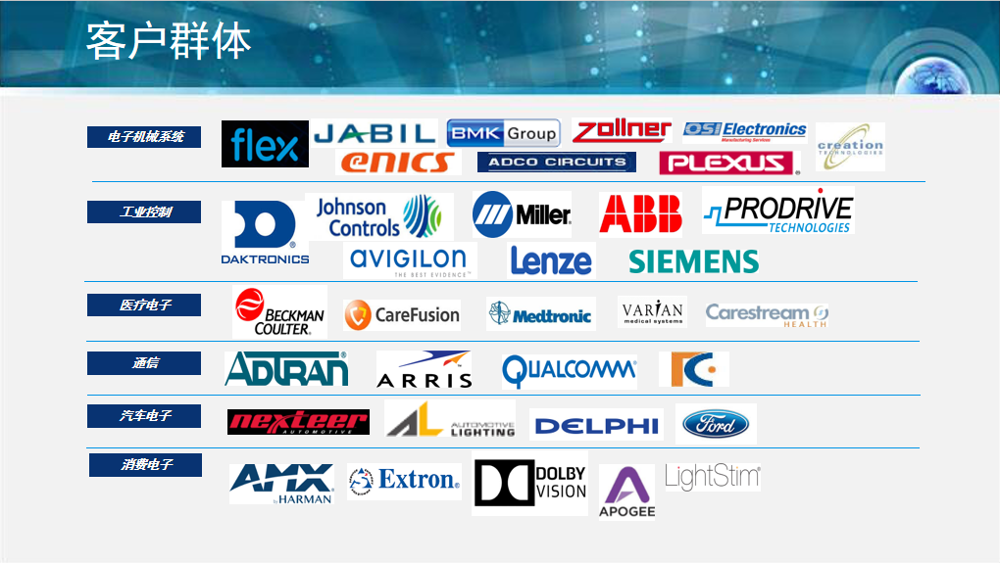 客户群体
电子机械系统
flex JABIL BMK Group zollner OSI Electronics Manufacturing Services creation TECHNOLOGIES
enics ADCO CIRCUITS PLEXUS®
工业控制
DAKTRONICS® Johnson Controls Miller® ABB PRODRIVE TECHNOLOGIES
avigilon THE BEST EVIDENCE™ Lenze SIEMENS
医疗电子
BECKMAN COULTER® CareFusion Medtronic VARIAN medical systems Carestream HEALTH
通信
ADTRAN® ARRIS™ QUALCOMM®
汽车电子
nexteer AUTOMOTIVE AL AUTOMOTIVE LIGHTING DELPHI Ford
消费电子
AMX® by HARMAN Extron® DOLBY VISION APOGEE LightStim®